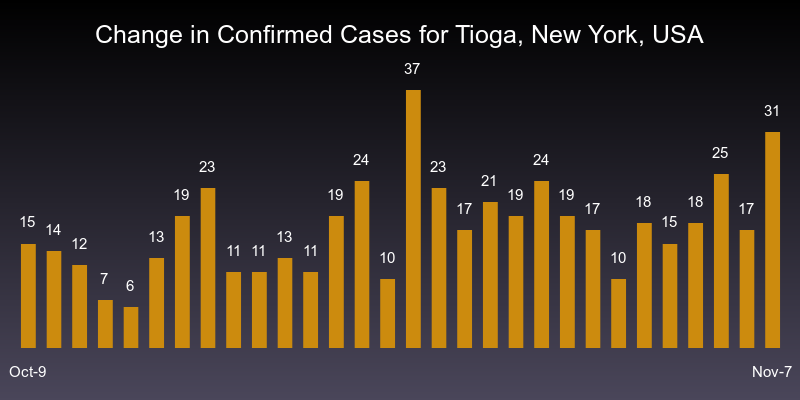 Change in Confirmed Cases for Tioga, New York, USA
15 14 12 7 6 13 19 23 11 11 13 11 19 24 10 37 23 17 21 19 24 19 17 10 18 15 18 25 17 31
Oct-9 Nov-7